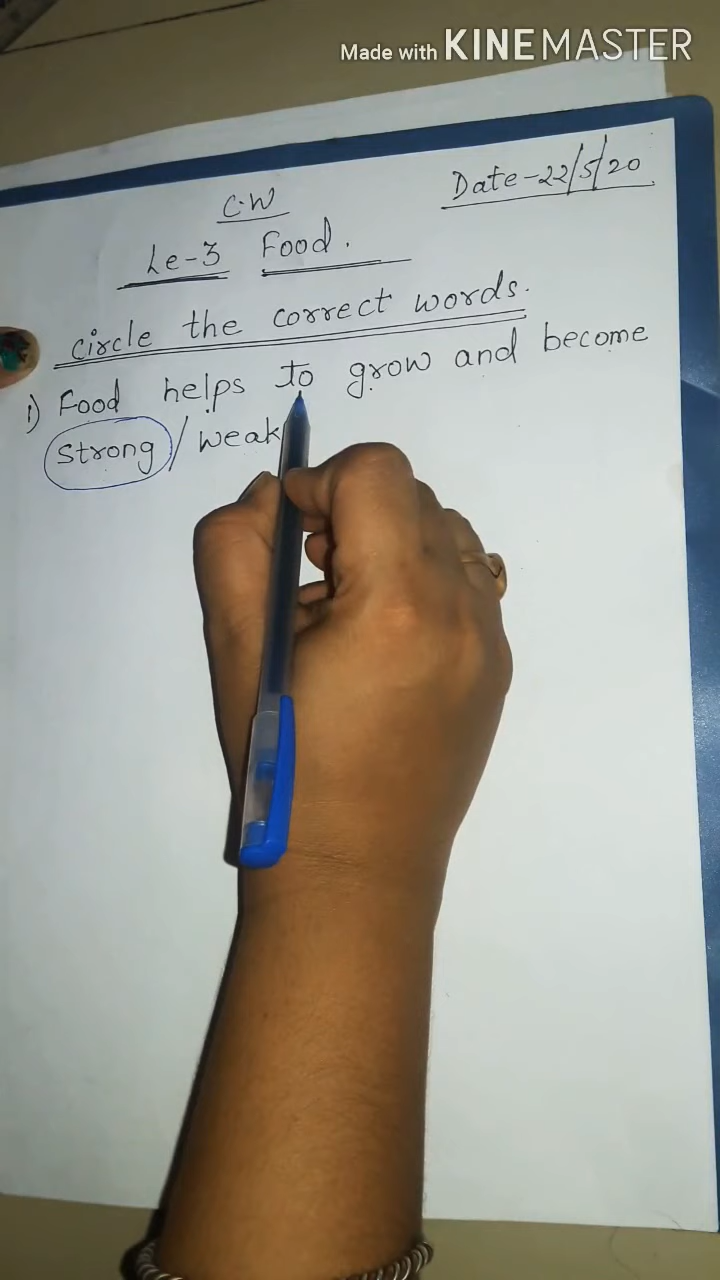 Made with KINEMASTER
Date-22/5/20
C.W
Le-3 Food.
circle the correct words.
1) Food helps to grow and become
Strong / weak